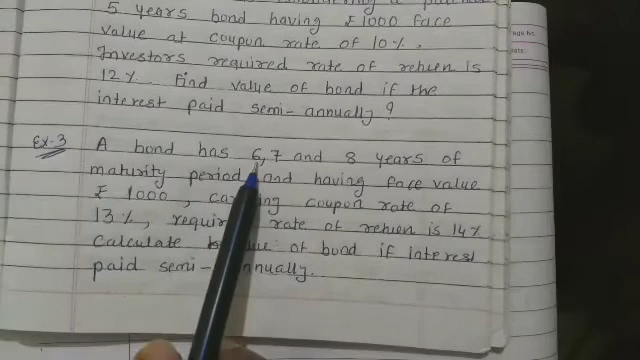 5 years bond having ₹1000 face
value at coupon rate of 10%.
Investors required rate of return is
12%. Find value of bond if the
interest paid semi-annually?
Ex-3 A bond has 6,7 and 8 years of
maturity period and having face value
₹ 1000, carrying coupon rate of
13%, required rate of return is 14%
Calculate value of bond if interest
paid semi-annually.